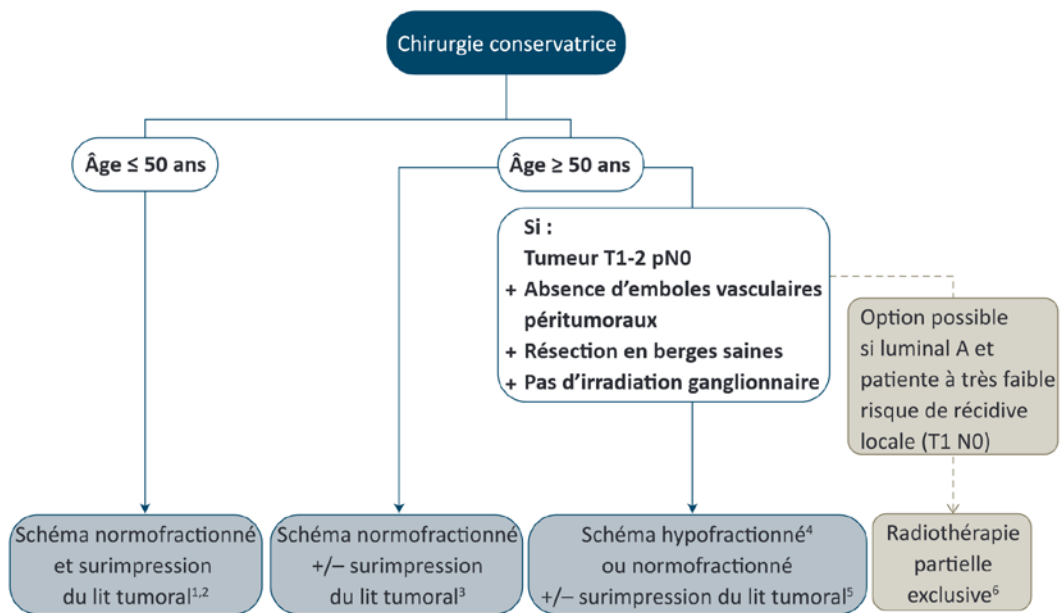 Chirurgie conservatrice
Âge ≤ 50 ans
Âge ≥ 50 ans
Si :
Tumeur T1-2 pN0
+ Absence d’emboles vasculaires
péritumoraux
+ Résection en berges saines
+ Pas d’irradiation ganglionnaire
Option possible
si luminal A et
patiente à très faible
risque de récidive
locale (T1 N0)
Schéma normofractionné
et surimpression
du lit tumoral1,2
Schéma normofractionné
+/– surimpression
du lit tumoral3
Schéma hypofractionné4
ou normofractionné
+/– surimpression du lit tumoral5
Radiothérapie
partielle
exclusive6